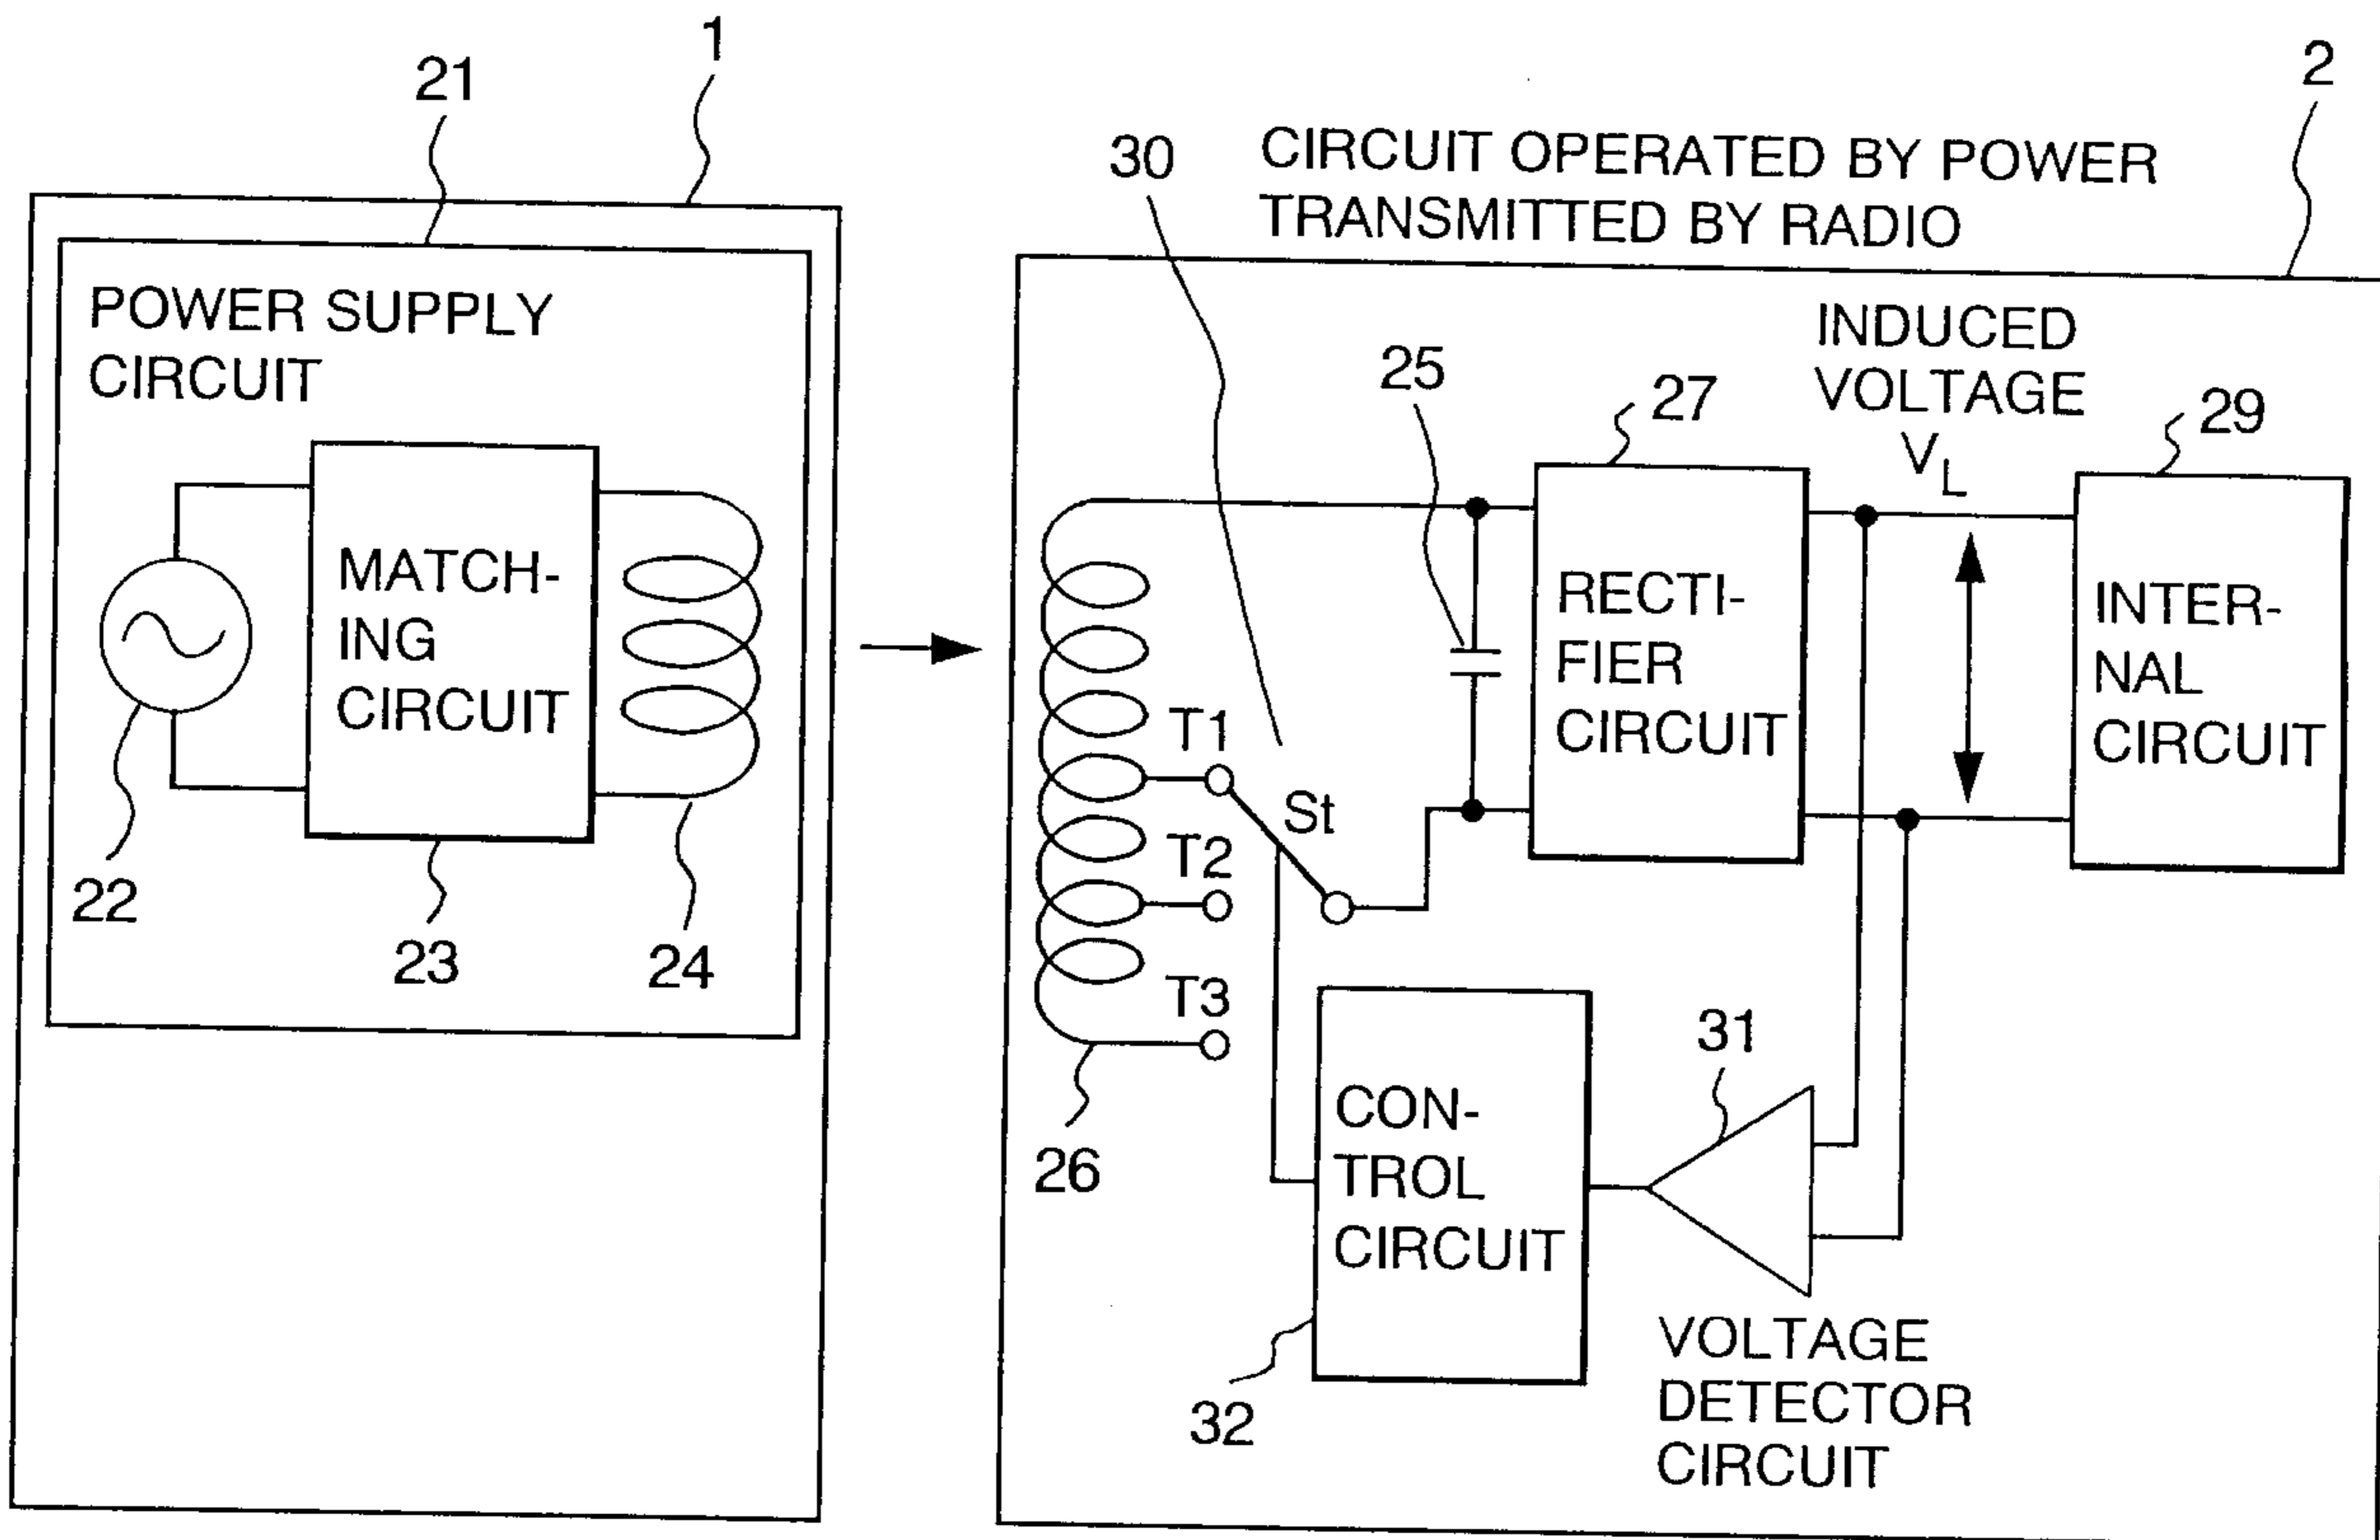 1
21
2
30
CIRCUIT OPERATED BY POWER
TRANSMITTED BY RADIO
POWER SUPPLY
CIRCUIT
INDUCED
VOLTAGE
V_L
25
27
29
MATCH-
ING
CIRCUIT
RECTI-
FIER
CIRCUIT
INTER-
NAL
CIRCUIT
T1
St
T2
T3
22
23
24
26
CON-
TROL
CIRCUIT
31
32
VOLTAGE
DETECTOR
CIRCUIT